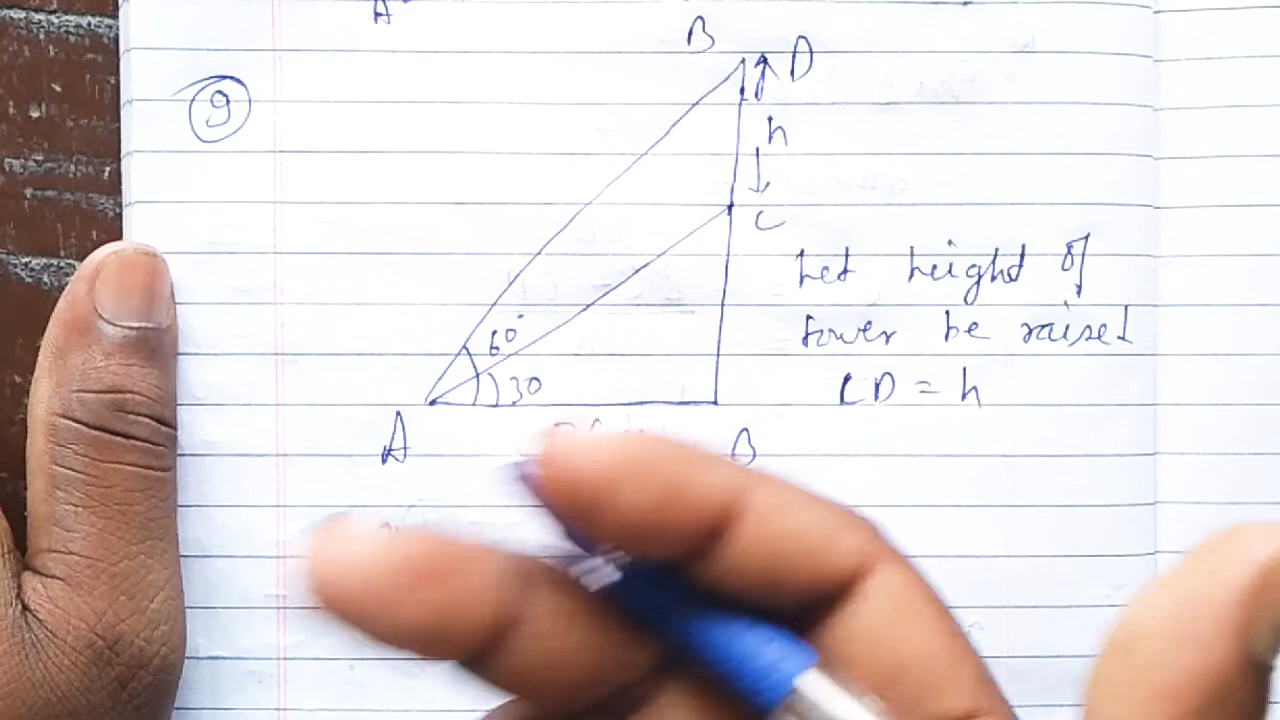 A
B
D
9
h
C
Let height of
60°
tower be raised
30
CD = h
A
B